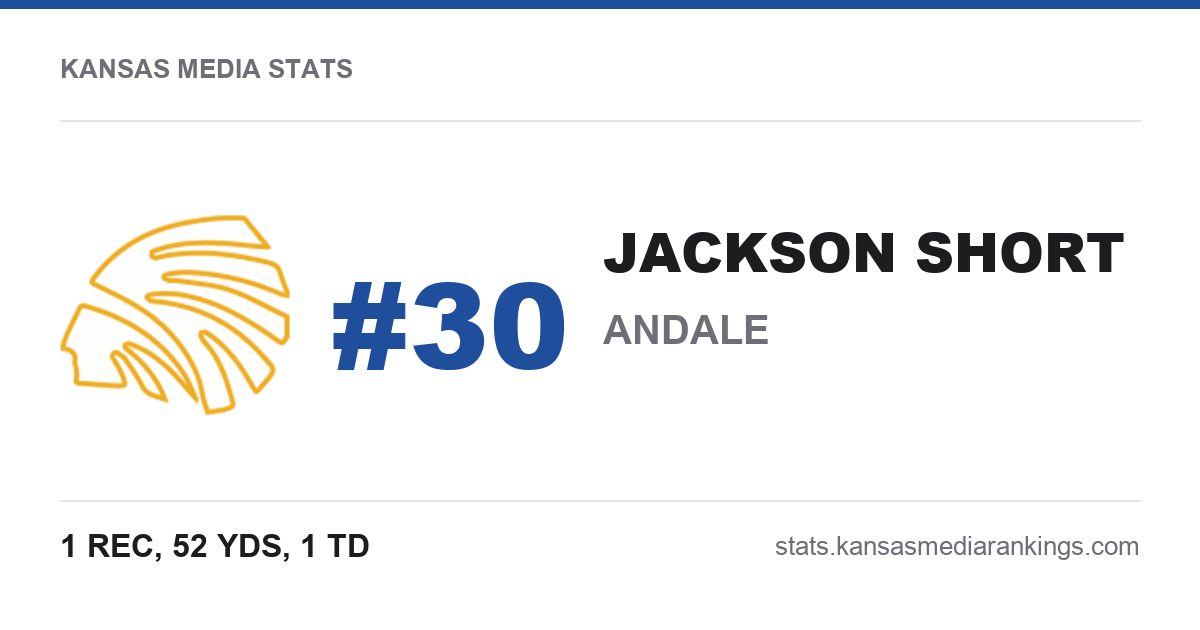 KANSAS MEDIA STATS
#30
JACKSON SHORT
ANDALE
1 REC, 52 YDS, 1 TD
stats.kansasmediarankings.com